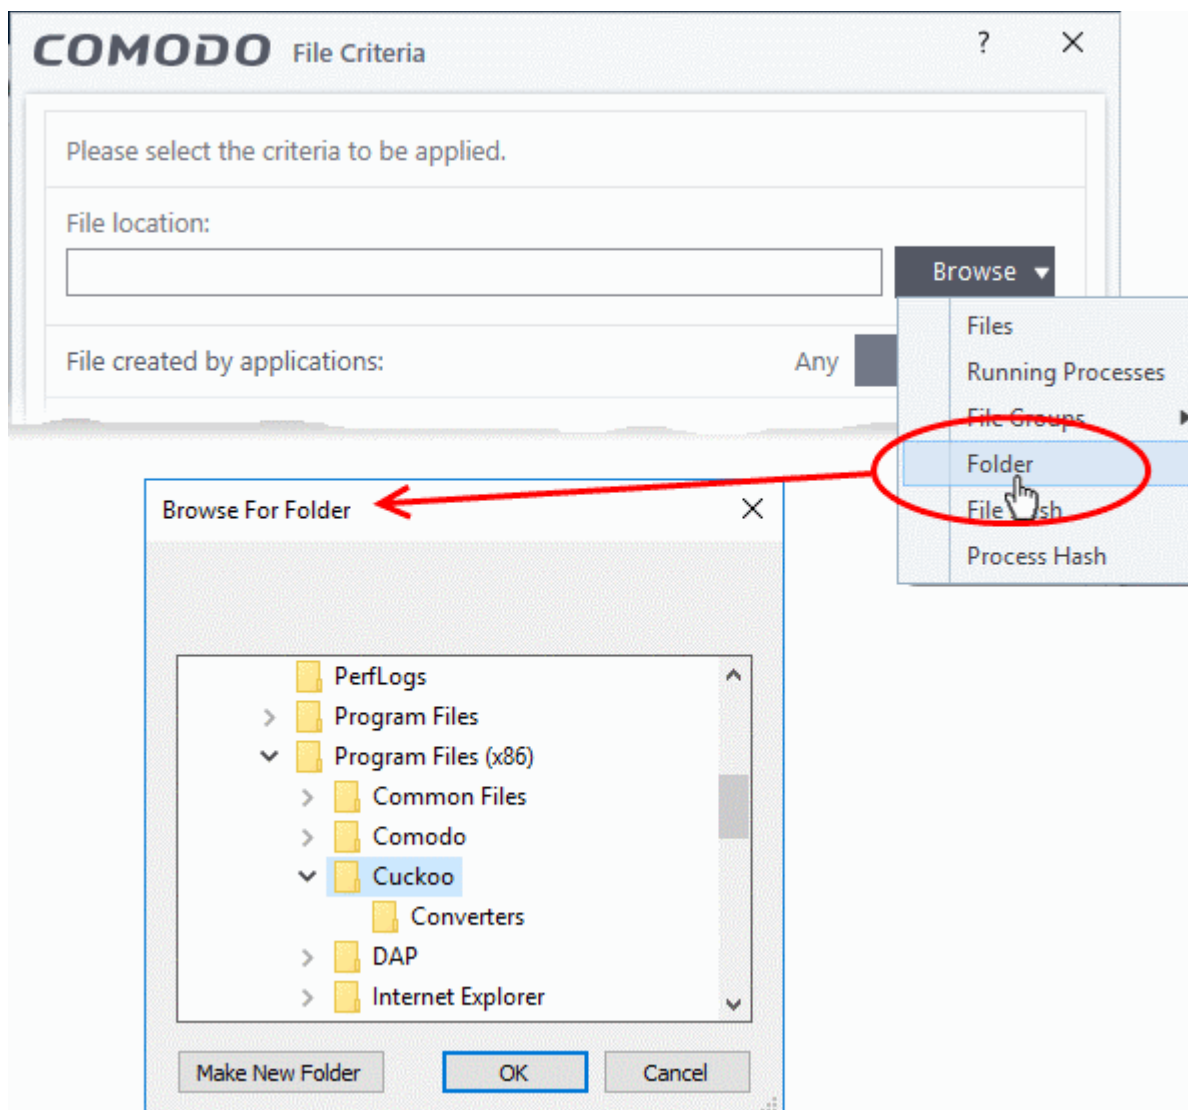 COMODO File Criteria ?
Please select the criteria to be applied.
File location:
Browse
Files
File created by applications: Any
Running Processes
File Groups
Folder
File Hash
Process Hash
Browse For Folder
PerfLogs
Program Files
Program Files (x86)
Common Files
Comodo
Cuckoo
Converters
DAP
Internet Explorer
Make New Folder OK Cancel